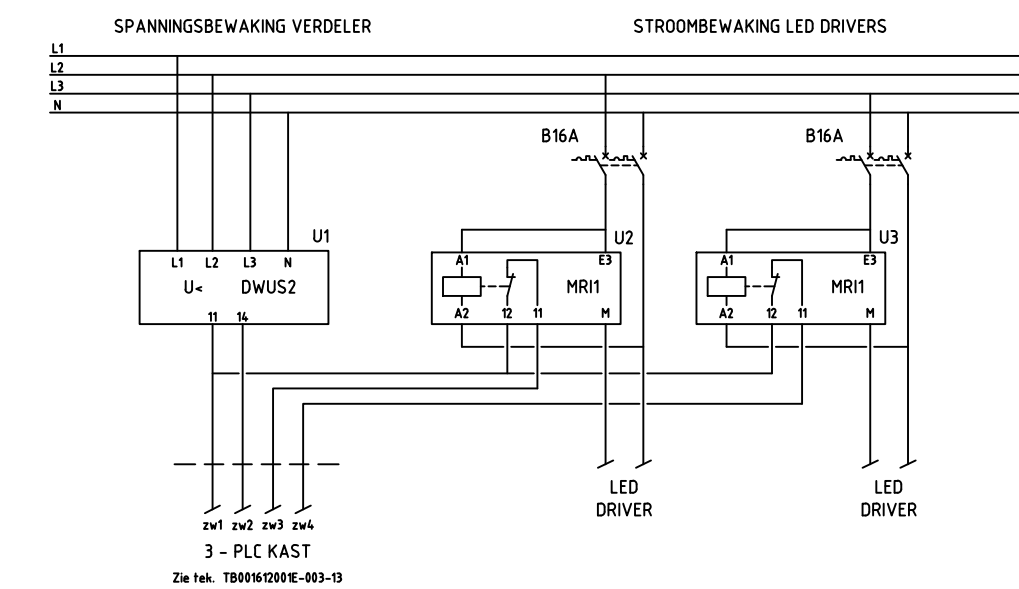 SPANNINGSBEWAKING VERDELER
STROOMBEWAKING LED DRIVERS
L1
L2
L3
N
B16A
B16A
U1
U2
U3
L1 L2 L3 N
U< DWUS2
11 14
A1 E3
MRI1
A2 12 11 M
A1 E3
MRI1
A2 12 11 M
LED
DRIVER
LED
DRIVER
zw1 zw2 zw3 zw4
3 - PLC KAST
Zie tek. TB001612001E-003-13